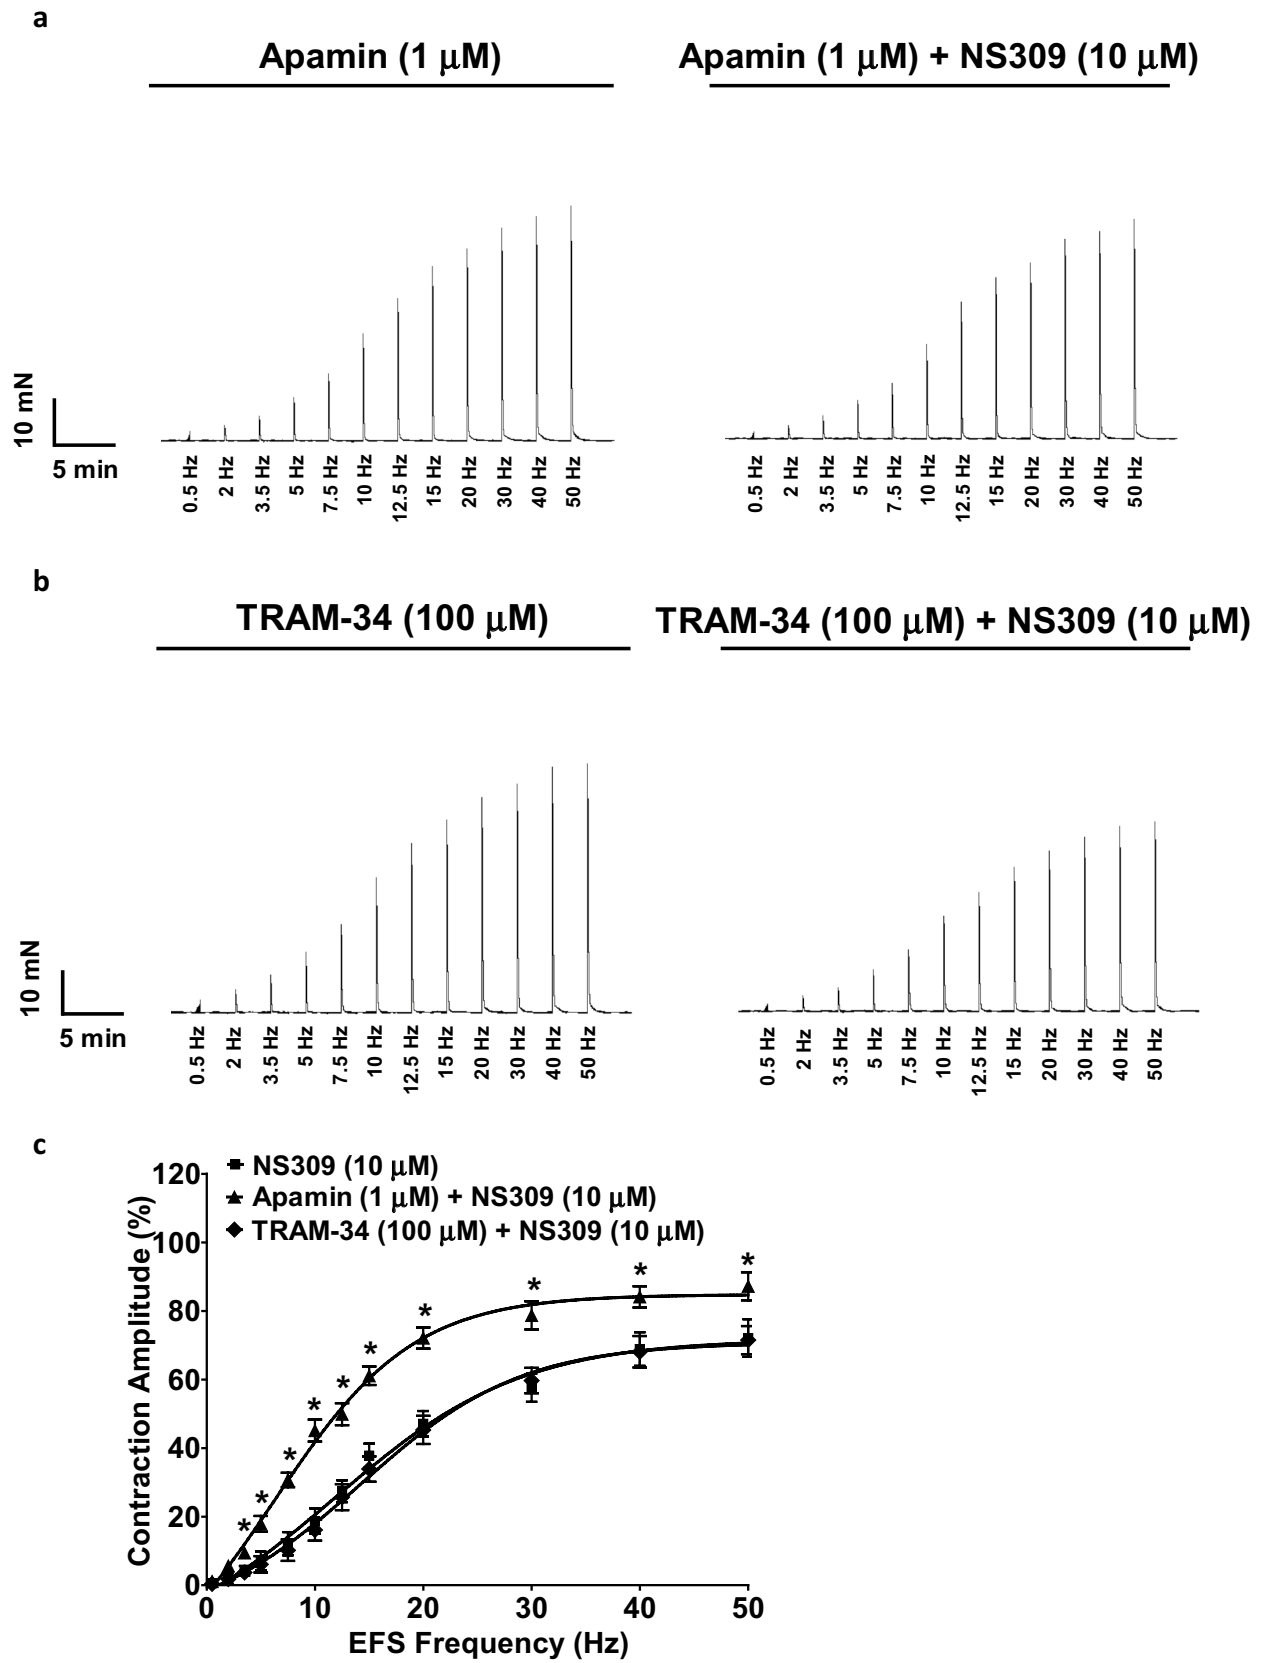 a
Apamin (1 μM)
Apamin (1 μM) + NS309 (10 μM)
10 mN
5 min
0.5 Hz
2 Hz
3.5 Hz
5 Hz
7.5 Hz
10 Hz
12.5 Hz
15 Hz
20 Hz
30 Hz
40 Hz
50 Hz
0.5 Hz
2 Hz
3.5 Hz
5 Hz
7.5 Hz
10 Hz
12.5 Hz
15 Hz
20 Hz
30 Hz
40 Hz
50 Hz
b
TRAM-34 (100 μM)
TRAM-34 (100 μM) + NS309 (10 μM)
10 mN
5 min
0.5 Hz
2 Hz
3.5 Hz
5 Hz
7.5 Hz
10 Hz
12.5 Hz
15 Hz
20 Hz
30 Hz
40 Hz
50 Hz
0.5 Hz
2 Hz
3.5 Hz
5 Hz
7.5 Hz
10 Hz
12.5 Hz
15 Hz
20 Hz
30 Hz
40 Hz
50 Hz
c
NS309 (10 μM)
Apamin (1 μM) + NS309 (10 μM)
TRAM-34 (100 μM) + NS309 (10 μM)
Contraction Amplitude (%)
120
100
80
60
40
20
0
* * * * * * * * * * *
0 10 20 30 40 50
EFS Frequency (Hz)